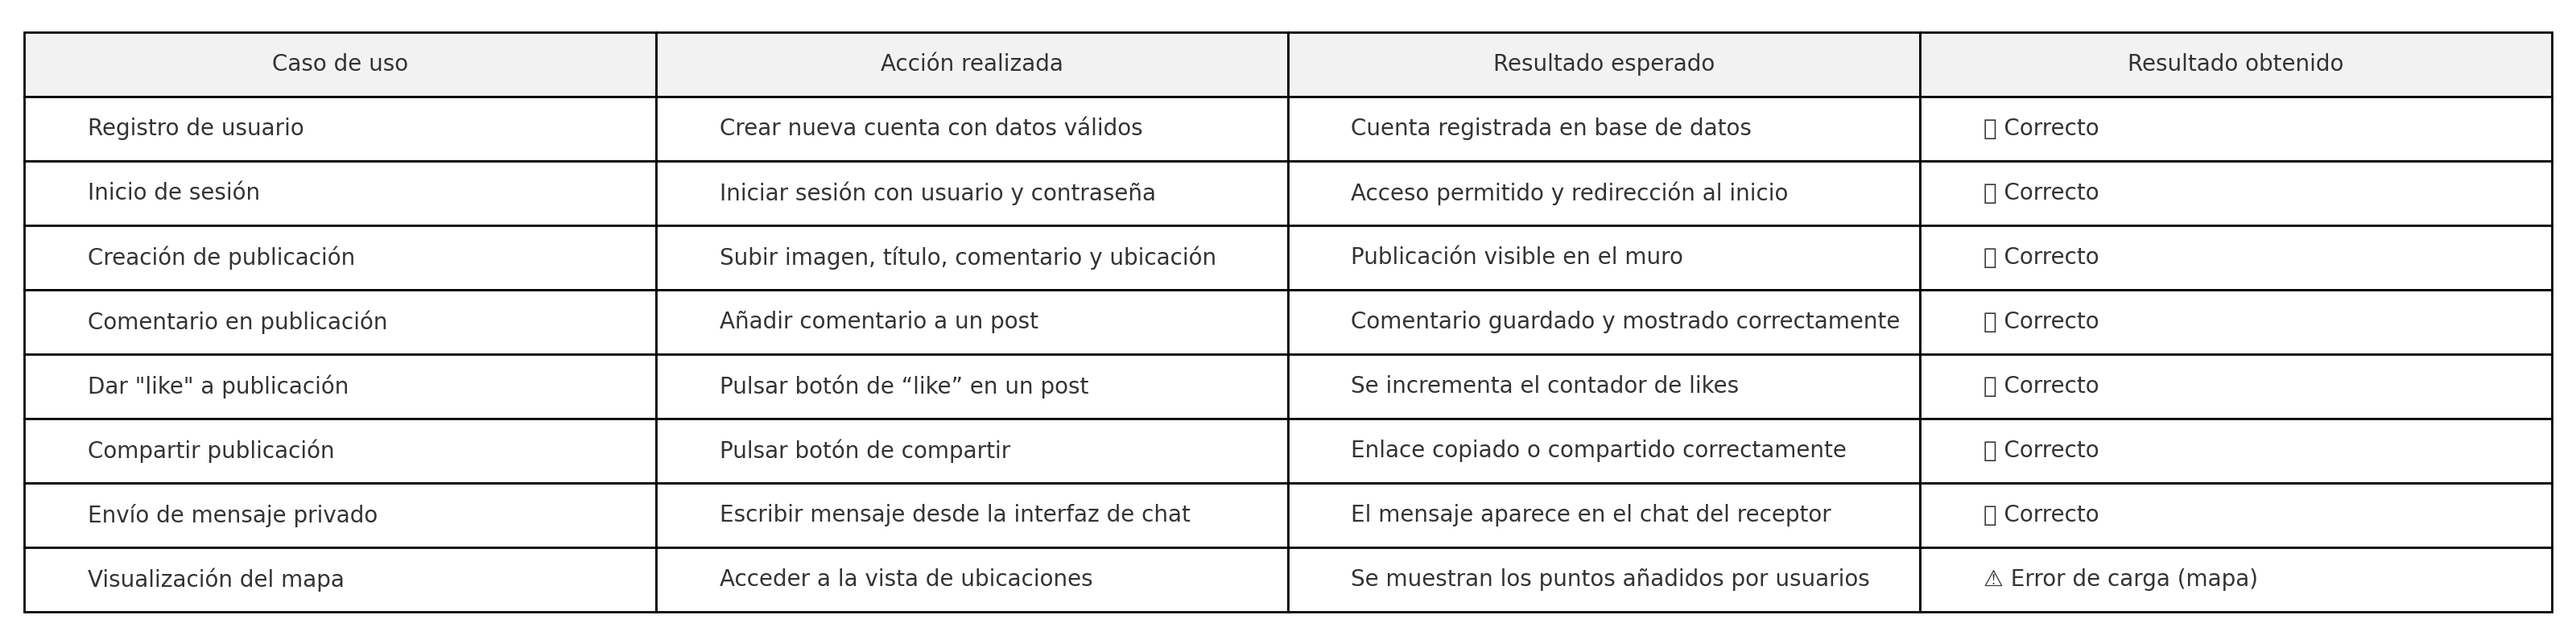 Caso de uso Acción realizada Resultado esperado Resultado obtenido
Registro de usuario Crear nueva cuenta con datos válidos Cuenta registrada en base de datos ▯ Correcto
Inicio de sesión Iniciar sesión con usuario y contraseña Acceso permitido y redirección al inicio ▯ Correcto
Creación de publicación Subir imagen, título, comentario y ubicación Publicación visible en el muro ▯ Correcto
Comentario en publicación Añadir comentario a un post Comentario guardado y mostrado correctamente ▯ Correcto
Dar "like" a publicación Pulsar botón de “like” en un post Se incrementa el contador de likes ▯ Correcto
Compartir publicación Pulsar botón de compartir Enlace copiado o compartido correctamente ▯ Correcto
Envío de mensaje privado Escribir mensaje desde la interfaz de chat El mensaje aparece en el chat del receptor ▯ Correcto
Visualización del mapa Acceder a la vista de ubicaciones Se muestran los puntos añadidos por usuarios ⚠ Error de carga (mapa)